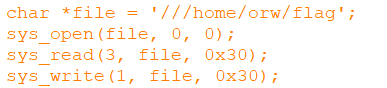 char *file = '///home/orw/flag';
sys_open(file, 0, 0);
sys_read(3, file, 0x30);
sys_write(1, file, 0x30);